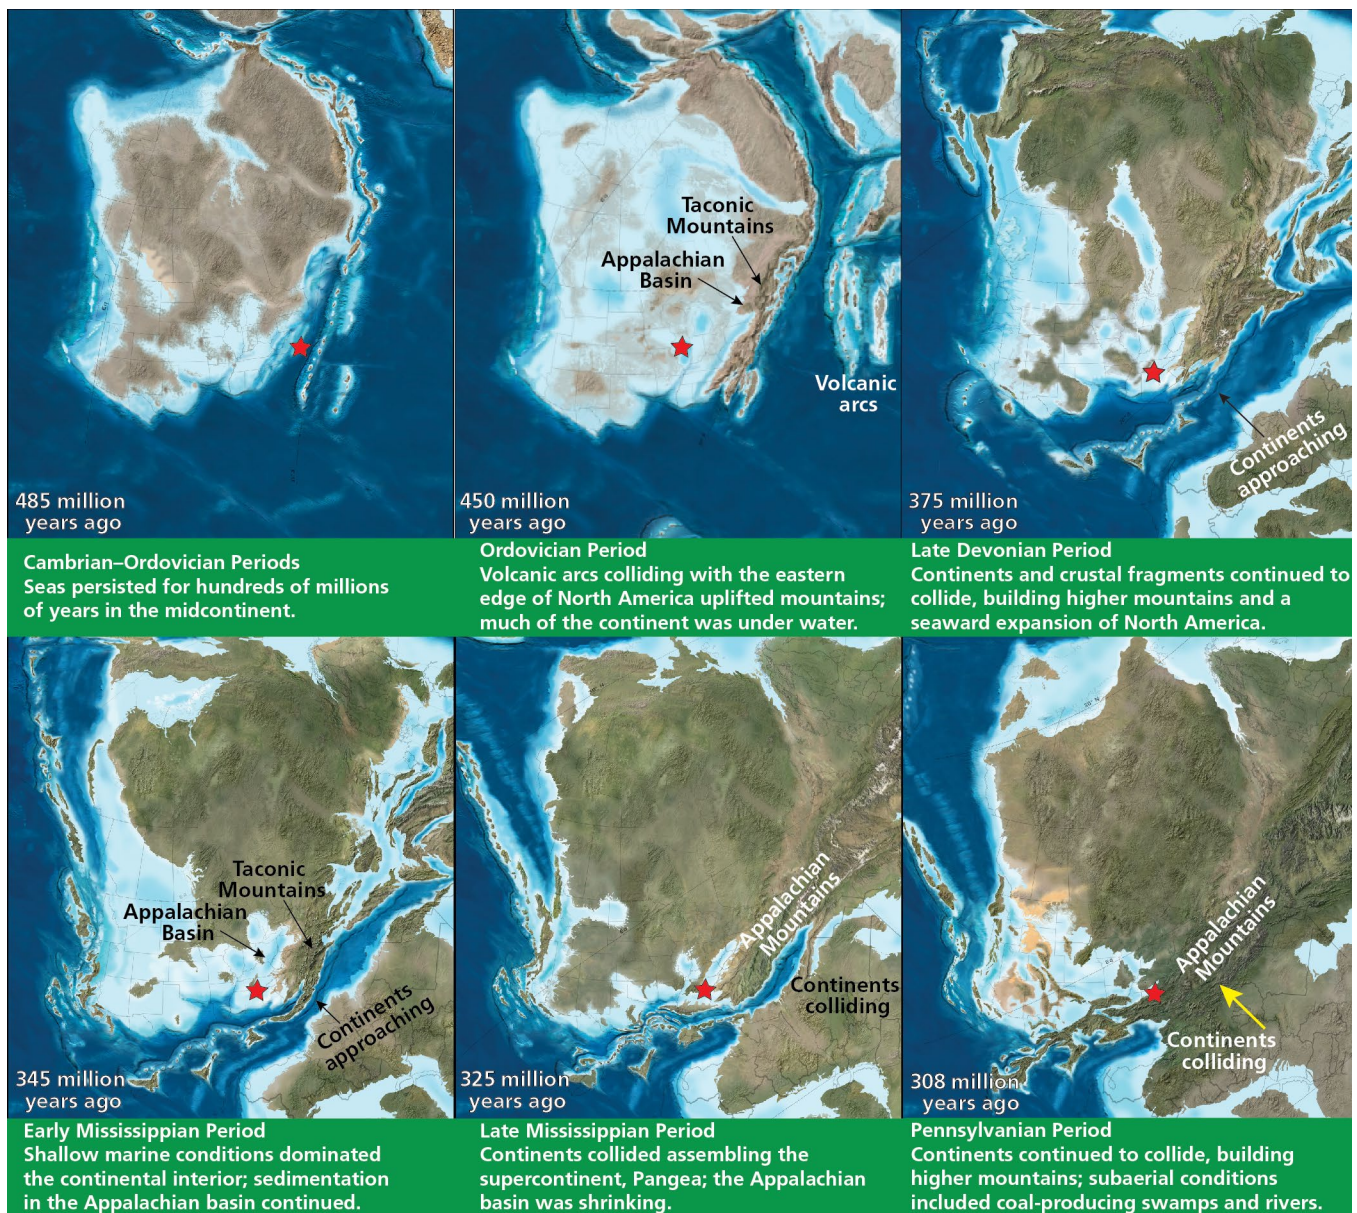 Taconic
Mountains
Appalachian
Basin
Volcanic
arcs
Continents
approaching
485 million
years ago
450 million
years ago
375 million
years ago
Cambrian–Ordovician Periods
Seas persisted for hundreds of millions
of years in the midcontinent.
Ordovician Period
Volcanic arcs colliding with the eastern
edge of North America uplifted mountains;
much of the continent was under water.
Late Devonian Period
Continents and crustal fragments continued to
collide, building higher mountains and a
seaward expansion of North America.
Taconic
Mountains
Appalachian
Basin
Continents
approaching
345 million
years ago
Appalachian
Mountains
Continents
colliding
325 million
years ago
Appalachian
Mountains
Continents
colliding
308 million
years ago
Early Mississippian Period
Shallow marine conditions dominated
the continental interior; sedimentation
in the Appalachian basin continued.
Late Mississippian Period
Continents collided assembling the
supercontinent, Pangea; the Appalachian
basin was shrinking.
Pennsylvanian Period
Continents continued to collide, building
higher mountains; subaerial conditions
included coal-producing swamps and rivers.